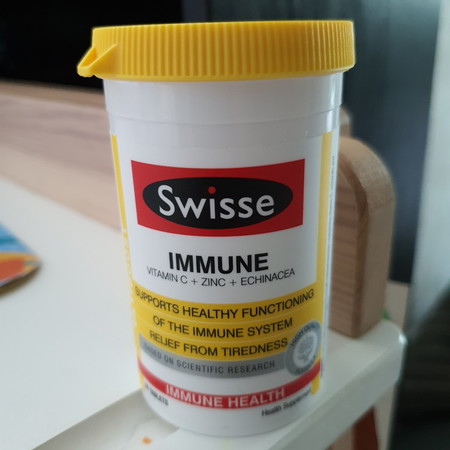 Swisse
IMMUNE
VITAMIN C + ZINC + ECHINACEA
SUPPORTS HEALTHY FUNCTIONING
OF THE IMMUNE SYSTEM
RELIEF FROM TIREDNESS
BASED ON SCIENTIFIC RESEARCH
IMMUNE HEALTH
TABLETS
Health Supplement